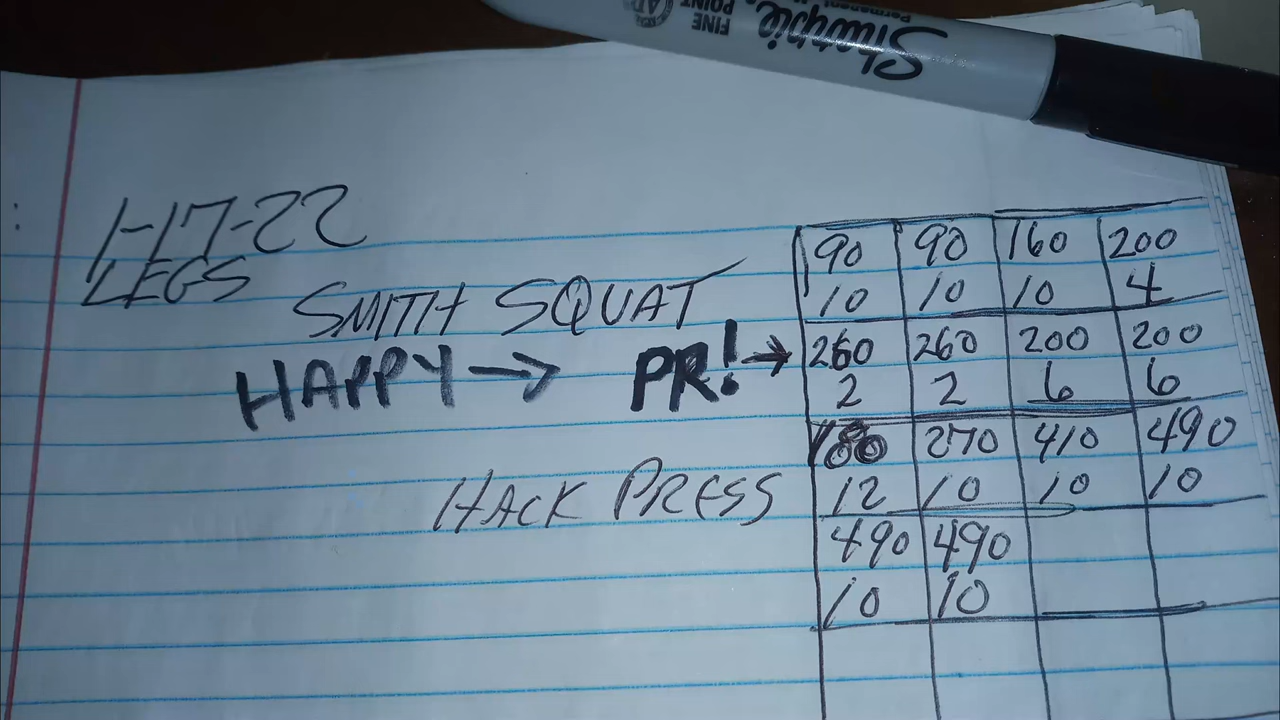 Sharpie
FINE
POINT
Permanent
AP
1-17-22
LEGS
SMITH SQUAT
90 90 160 200
10 10 10 4
HAPPY → PR! →
260 260 200 200
2 2 6 6
HACK PRESS
180 270 410 490
12 10 10 10
490 490
10 10